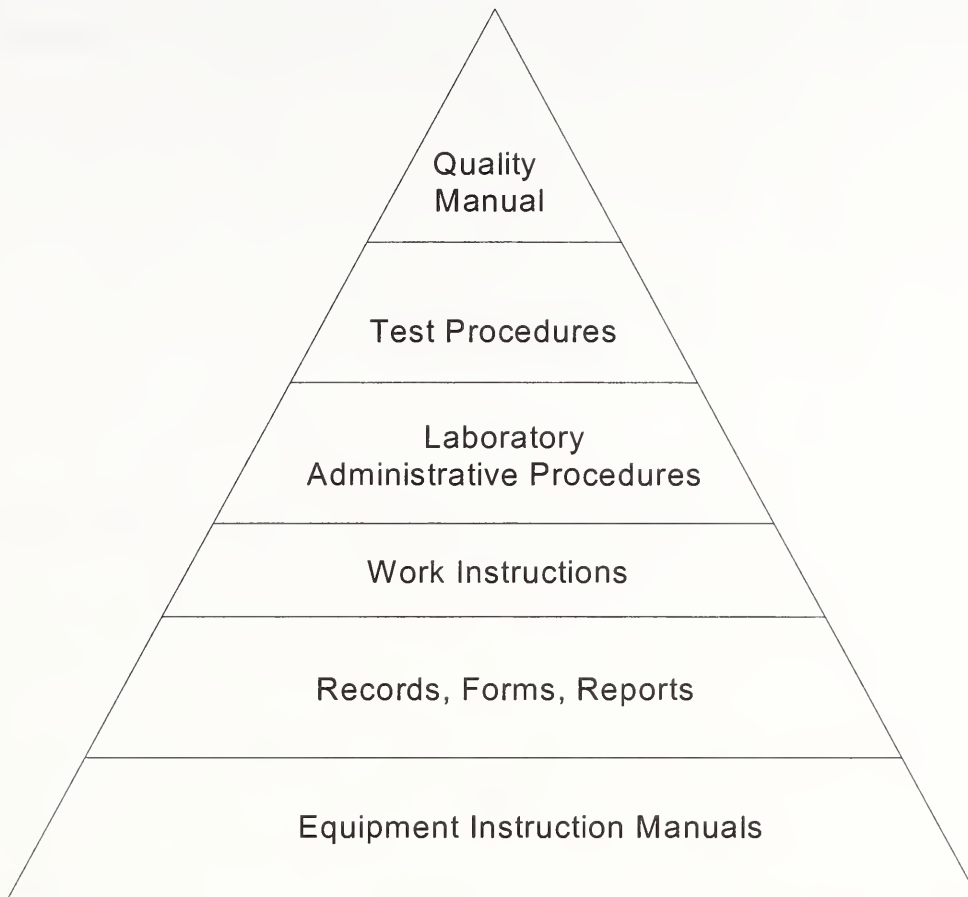 Quality
Manual
Test Procedures
Laboratory
Administrative Procedures
Work Instructions
Records, Forms, Reports
Equipment Instruction Manuals